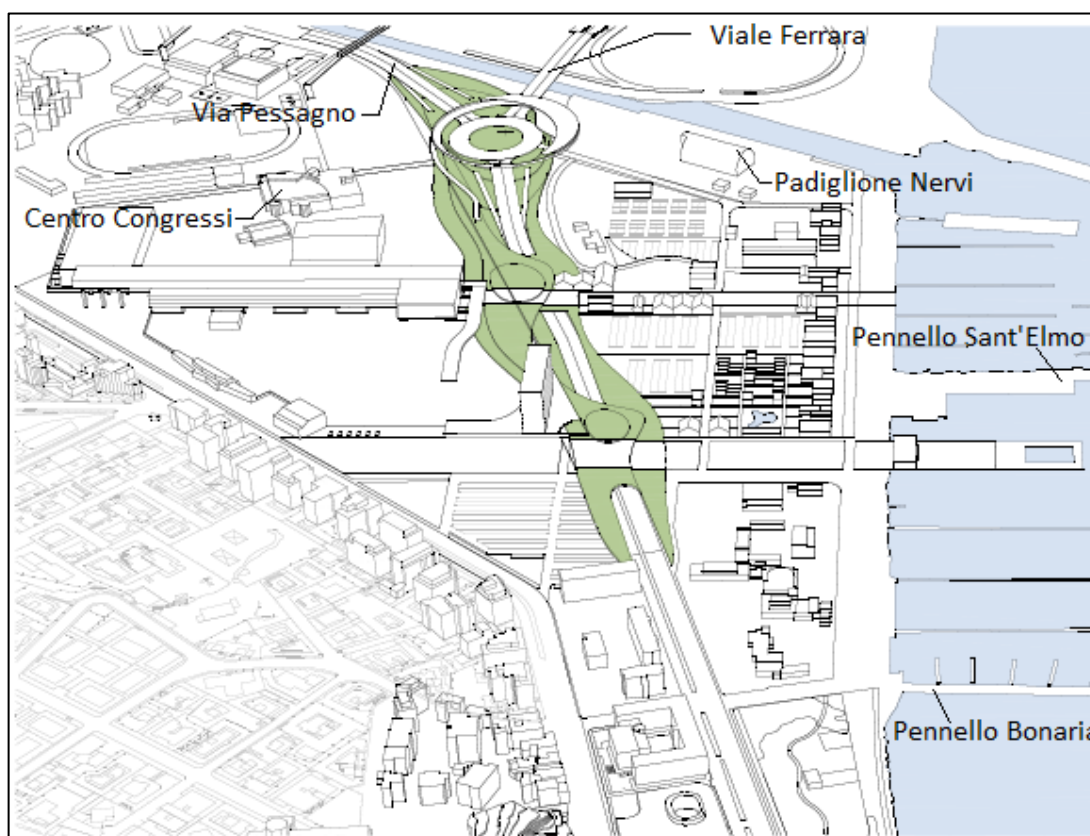 Viale Ferrara
Via Pessagno
Padiglione Nervi
Centro Congressi
Pennello Sant'Elmo
Pennello Bonaria